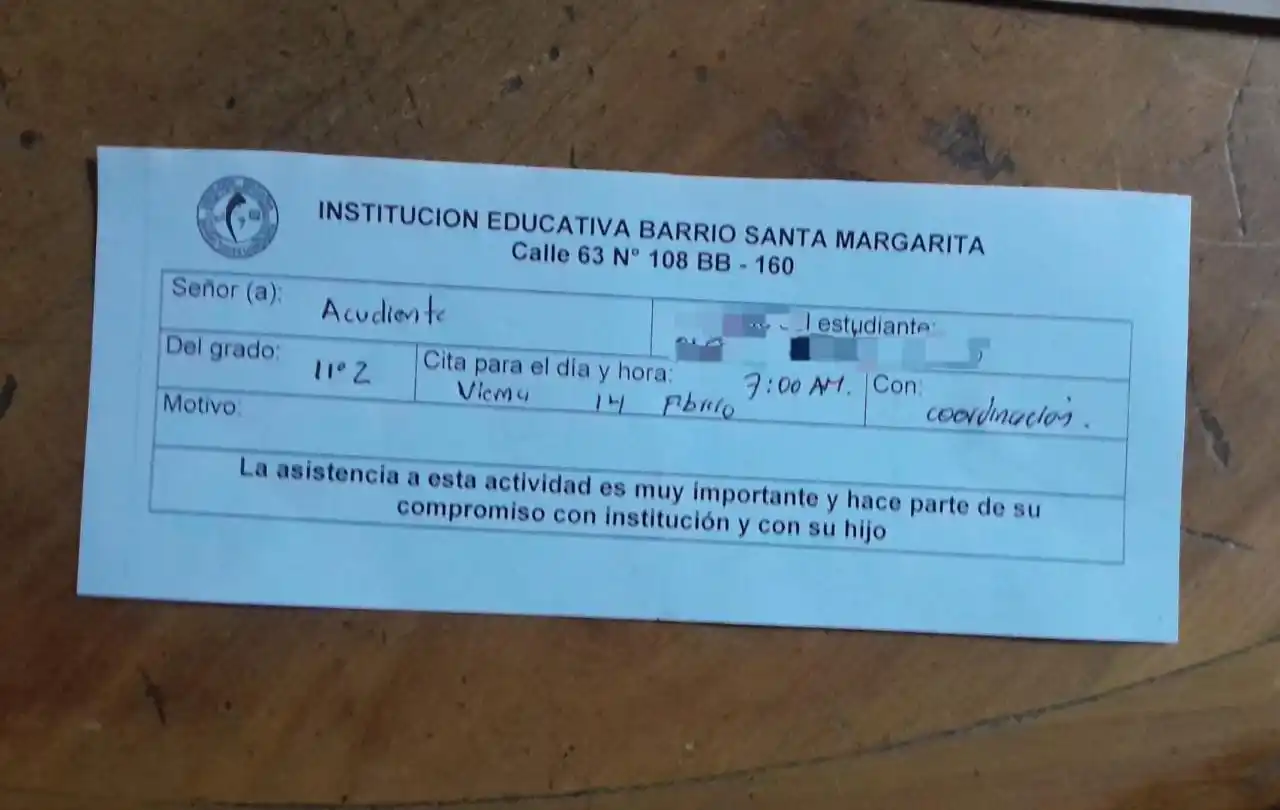 INSTITUCION EDUCATIVA BARRIO SANTA MARGARITA
Calle 63 N° 108 BB - 160
Señor (a): Acudiente
estudiante:
Del grado: 11°2
Cita para el día y hora: 7:00 AM.
14
Con: coordinación.
Motivo:
La asistencia a esta actividad es muy importante y hace parte de su
compromiso con institución y con su hijo